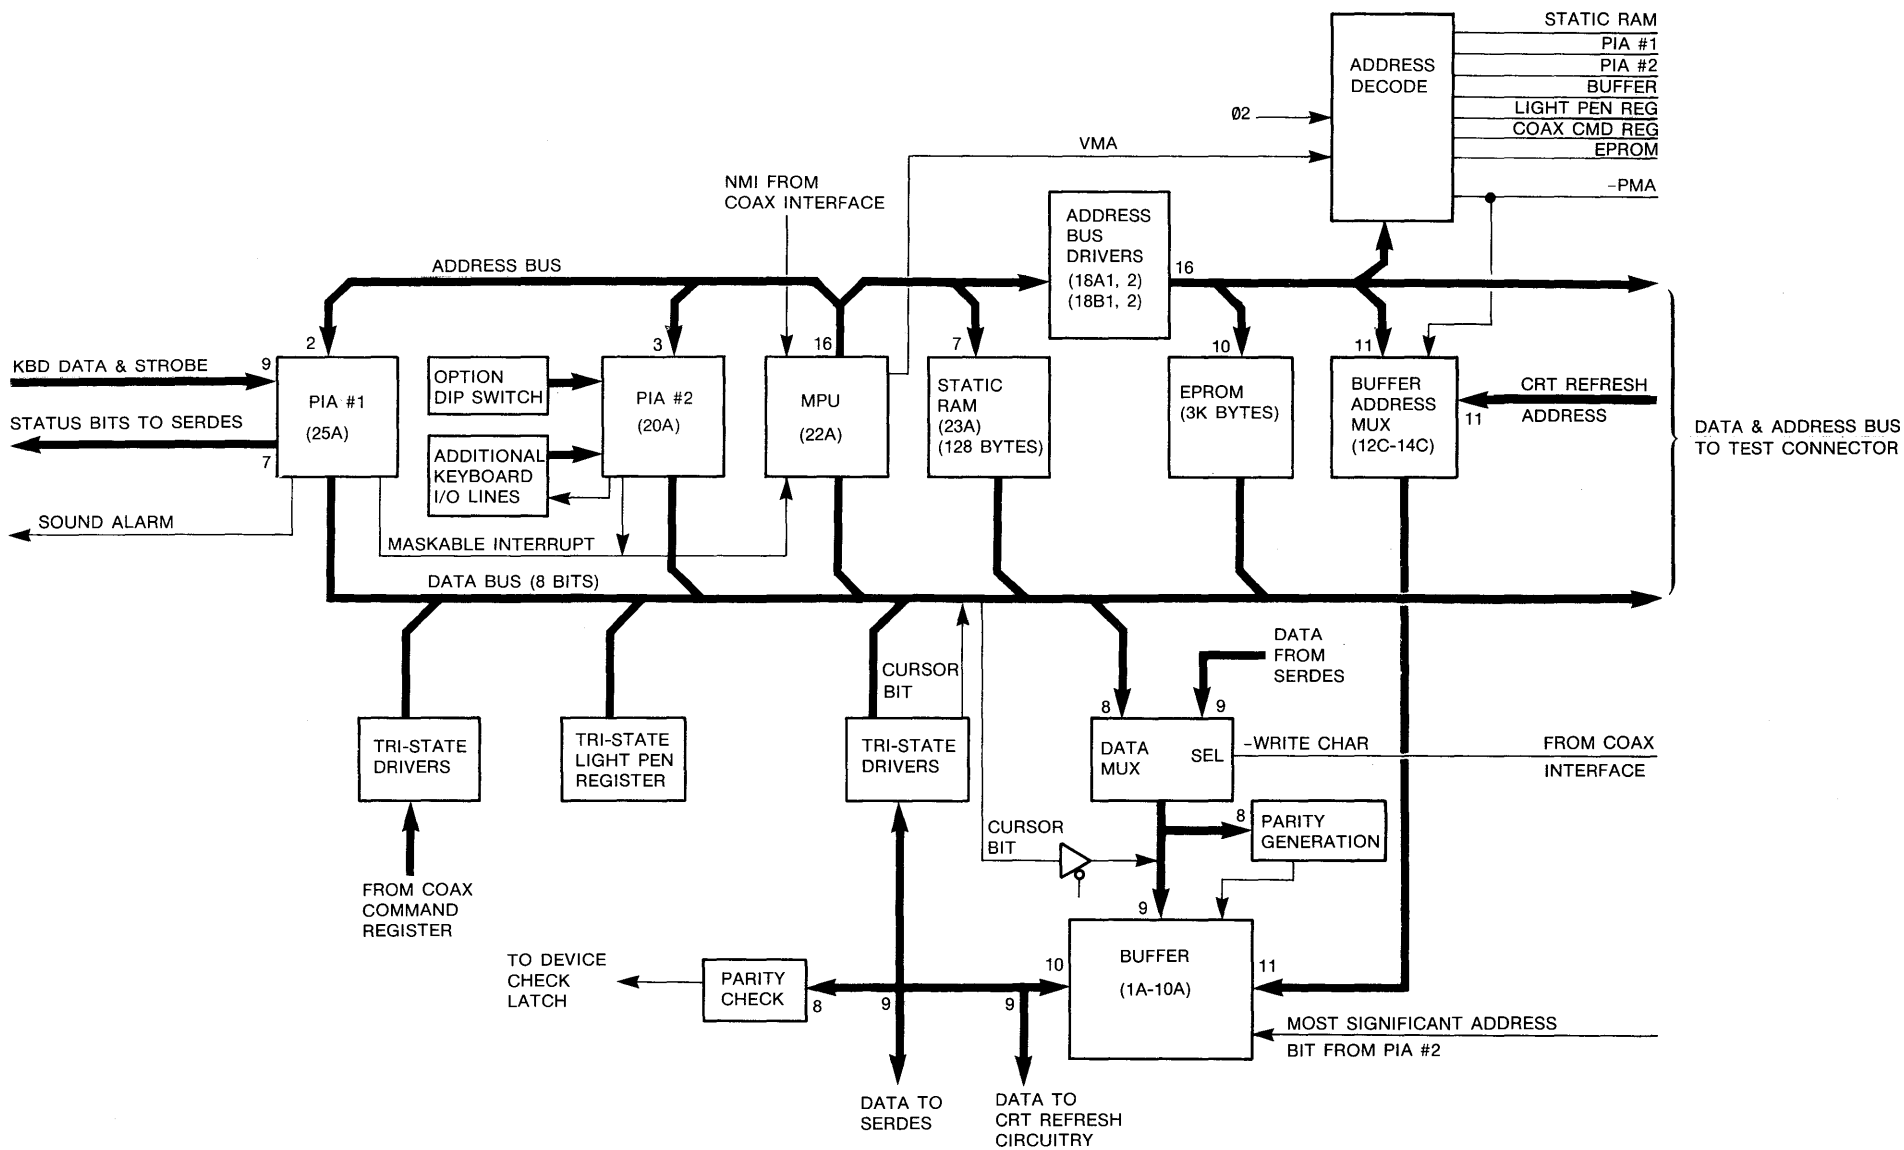 STATIC RAM
PIA #1
PIA #2
BUFFER
LIGHT PEN REG
COAX CMD REG
EPROM
-PMA
ADDRESS
DECODE
Ø2
VMA
NMI FROM
COAX INTERFACE
ADDRESS
BUS
DRIVERS
(18A1, 2)
(18B1, 2)
16
ADDRESS BUS
2
3
16
7
10
11
KBD DATA & STROBE
9
STATUS BITS TO SERDES
7
SOUND ALARM
PIA #1
(25A)
OPTION
DIP SWITCH
ADDITIONAL
KEYBOARD
I/O LINES
PIA #2
(20A)
MPU
(22A)
STATIC
RAM
(23A)
(128 BYTES)
EPROM
(3K BYTES)
BUFFER
ADDRESS
MUX
(12C-14C)
CRT REFRESH
ADDRESS
11
DATA & ADDRESS BUS
TO TEST CONNECTOR
MASKABLE INTERRUPT
DATA BUS (8 BITS)
CURSOR
BIT
DATA
FROM
SERDES
8
9
TRI-STATE
DRIVERS
TRI-STATE
LIGHT PEN
REGISTER
TRI-STATE
DRIVERS
DATA
MUX
SEL
-WRITE CHAR
FROM COAX
INTERFACE
CURSOR
BIT
8
PARITY
GENERATION
FROM COAX
COMMAND
REGISTER
9
TO DEVICE
CHECK
LATCH
PARITY
CHECK
8
9
9
10
BUFFER
(1A-10A)
11
MOST SIGNIFICANT ADDRESS
BIT FROM PIA #2
DATA TO
SERDES
DATA TO
CRT REFRESH
CIRCUITRY